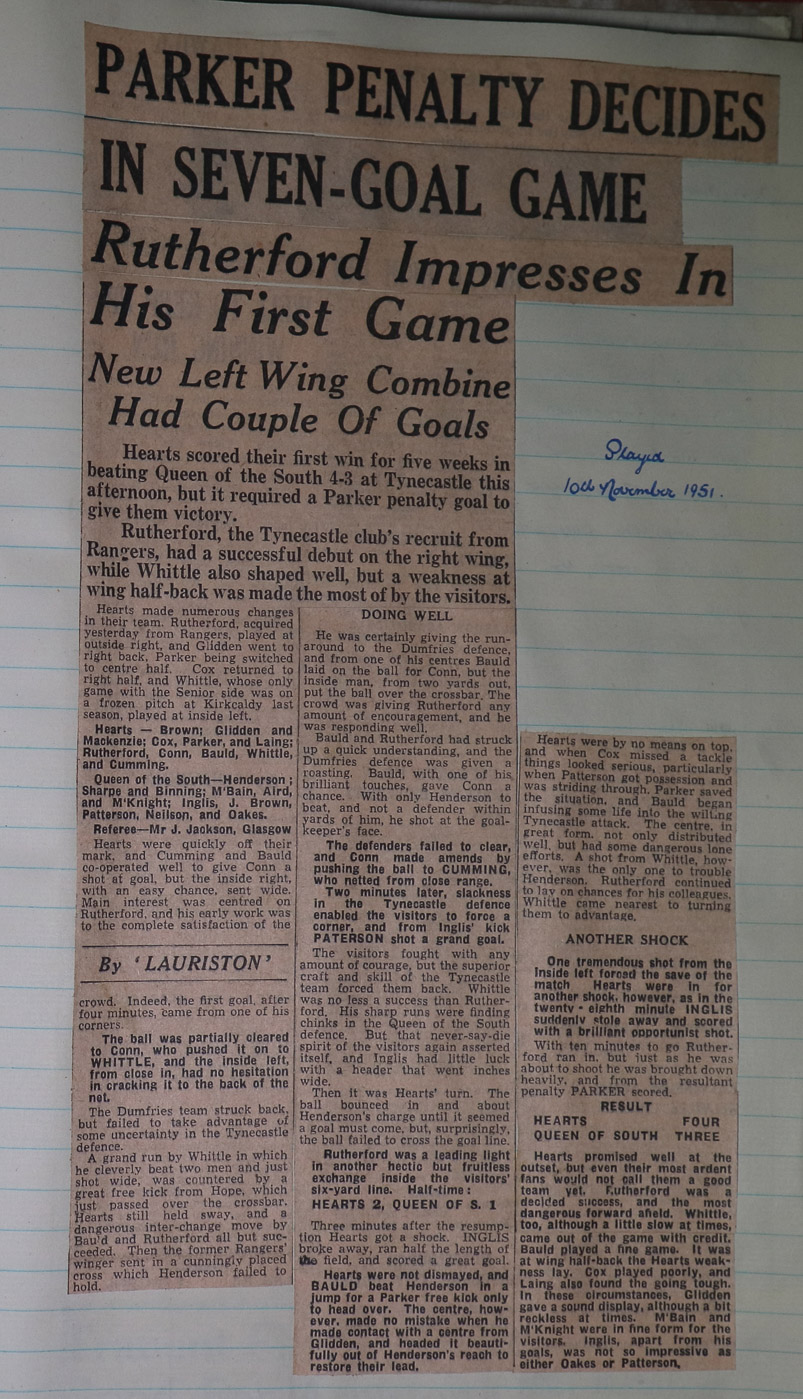 PARKER PENALTY DECIDES
IN SEVEN-GOAL GAME
Rutherford Impresses In
His First Game
New Left Wing Combine
Had Couple Of Goals
Hearts scored their first win for five weeks in
beating Queen of the South 4-3 at Tynecastle this
afternoon, but it required a Parker penalty goal to
give them victory.
Rutherford, the Tynecastle club's recruit from
Rangers, had a successful debut on the right wing,
while Whittle also shaped well, but a weakness at
wing half-back was made the most of by the visitors.
Played
10th November 1951.
Hearts made numerous changes
in their team. Rutherford, acquired
yesterday from Rangers, played at
outside right, and Glidden went to
right back, Parker being switched
to centre half. Cox returned to
right half, and Whittle, whose only
game with the Senior side was on
a frozen pitch at Kirkcaldy last
season, played at inside left.
Hearts — Brown; Glidden and
Mackenzie; Cox, Parker, and Laing;
Rutherford, Conn, Bauld, Whittle,
and Cumming.
Queen of the South—Henderson;
Sharpe and Binning; M'Bain, Aird,
and M'Knight; Inglis, J. Brown,
Patterson, Neilson, and Oakes.
Referee—Mr J. Jackson, Glasgow
Hearts were quickly off their
mark, and Cumming and Bauld
co-operated well to give Conn a
shot at goal, but the inside right,
with an easy chance, sent wide.
Main interest was centred on
Rutherford, and his early work was
to the complete satisfaction of the
By 'LAURISTON'
crowd. Indeed, the first goal, after
four minutes, came from one of his
corners.
The ball was partially cleared
to Conn, who pushed it on to
WHITTLE, and the inside left,
from close in, had no hesitation
in cracking it to the back of the
net.
The Dumfries team struck back,
but failed to take advantage of
some uncertainty in the Tynecastle
defence.
A grand run by Whittle in which
he cleverly beat two men and just
shot wide, was countered by a
great free kick from Hope, which
just passed over the crossbar.
Hearts still held sway, and a
dangerous inter-change move by
Bau'd and Rutherford all but suc-
ceeded. Then the former Rangers'
winger sent in a cunningly placed
cross which Henderson failed to
hold.
DOING WELL
He was certainly giving the run-
around to the Dumfries defence,
and from one of his centres Bauld
laid on the ball for Conn, but the
inside man, from two yards out,
put the ball over the crossbar. The
crowd was giving Rutherford any
amount of encouragement, and he
was responding well.
Bauld and Rutherford had struck
up a quick understanding, and the
Dumfries defence was given a
roasting. Bauld, with one of his
brilliant touches, gave Conn a
chance. With only Henderson to
beat, and not a defender within
yards of him, he shot at the goal-
keeper's face.
The defenders failed to clear,
and Conn made amends by
pushing the ball to CUMMING,
who netted from close range.
Two minutes later, slackness
in the Tynecastle defence
enabled the visitors to force a
corner, and from Inglis' kick
PATERSON shot a grand goal.
The visitors fought with any
amount of courage, but the superior
craft and skill of the Tynecastle
team forced them back. Whittle
was no less a success than Ruther-
ford. His sharp runs were finding
chinks in the Queen of the South
defence. But that never-say-die
spirit of the visitors again asserted
itself, and Inglis had little luck
with a header that went inches
wide.
Then it was Hearts' turn. The
ball bounced in and about
Henderson's charge until it seemed
a goal must come, but, surprisingly,
the ball failed to cross the goal line.
Rutherford was a leading light
in another hectic but fruitless
exchange inside the visitors'
six-yard line. Half-time:
HEARTS 2, QUEEN OF S. 1
Three minutes after the resump-
tion Hearts got a shock. INGLIS
broke away, ran half the length of
the field, and scored a great goal.
Hearts were not dismayed, and
BAULD beat Henderson in a
jump for a Parker free kick only
to head over. The centre, how-
ever, made no mistake when he
made contact with a centre from
Glidden, and headed it beauti-
fully out of Henderson's reach to
restore their lead.
Hearts were by no means on top,
and when Cox missed a tackle
things looked serious, particularly
when Patterson got possession and
was striding through. Parker saved
the situation, and Bauld began
infusing some life into the wilting
Tynecastle attack. The centre, in
great form, not only distributed
well, but had some dangerous lone
efforts. A shot from Whittle, how-
ever, was the only one to trouble
Henderson. Rutherford continued
to lay on chances for his colleagues.
Whittle came nearest to turning
them to advantage.
ANOTHER SHOCK
One tremendous shot from the
inside left forced the save of the
match Hearts were in for
another shock, however, as in the
twenty-eighth minute INGLIS
suddenly stole away and scored
with a brilliant opportunist shot.
With ten minutes to go Ruther-
ford ran in, but just as he was
about to shoot he was brought down
heavily, and from the resultant
penalty PARKER scored.
RESULT
HEARTS FOUR
QUEEN OF SOUTH THREE
Hearts promised well at the
outset, but even their most ardent
fans would not call them a good
team yet. Rutherford was a
decided success, and the most
dangerous forward afield. Whittle,
too, although a little slow at times,
came out of the game with credit.
Bauld played a fine game. It was
at wing half-back the Hearts weak-
ness lay. Cox played poorly, and
Laing also found the going tough.
In these circumstances, Glidden
gave a sound display, although a bit
reckless at times. M'Bain and
M'Knight were in fine form for the
visitors. Inglis, apart from his
goals, was not so impressive as
either Oakes or Patterson.